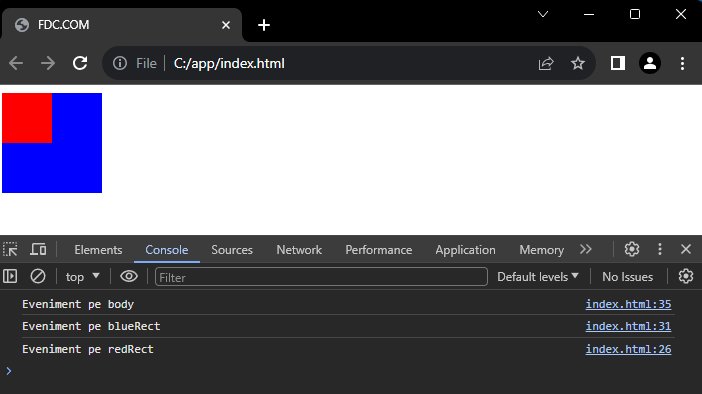 FDC.COM
File C:/app/index.html
Elements Console Sources Network Performance Application Memory
top Filter Default levels No Issues
Eveniment pe body index.html:35
Eveniment pe blueRect index.html:31
Eveniment pe redRect index.html:26